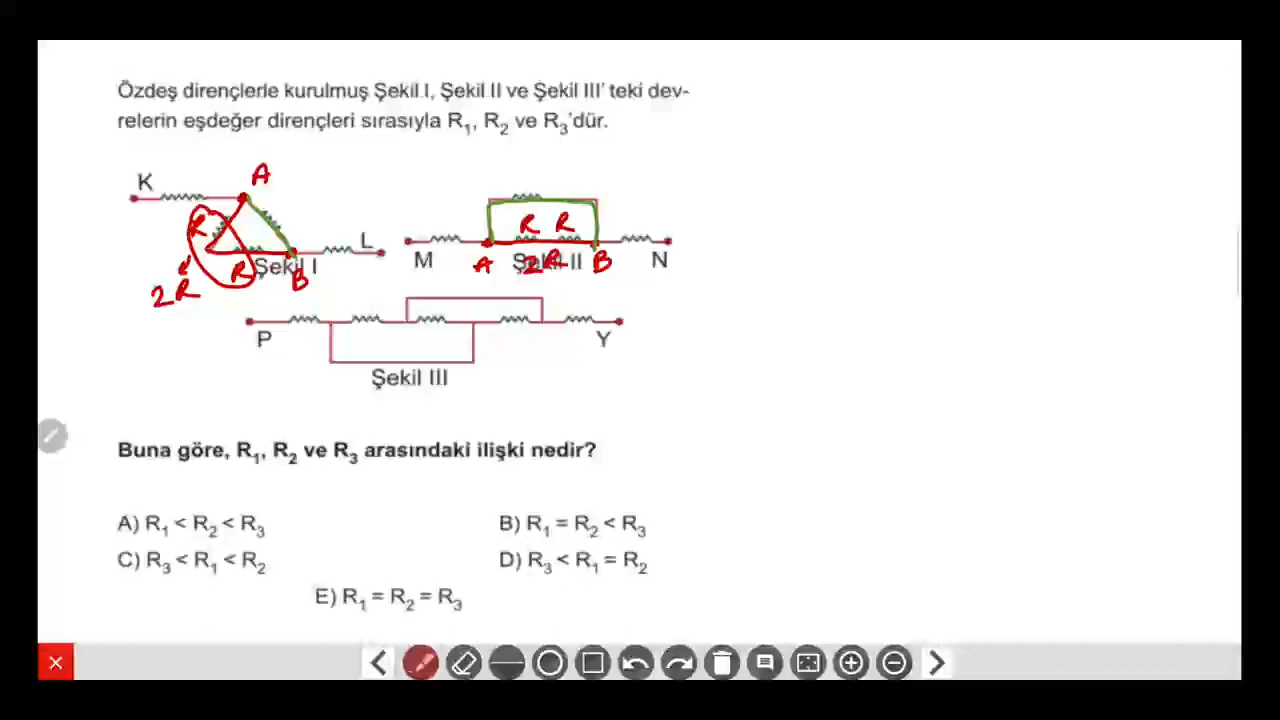 Özdeş dirençlerle kurulmuş Şekil I, Şekil II ve Şekil III' teki dev-
relerin eşdeğer dirençleri sırasıyla R1, R2 ve R3'dür.
K
A
R
R
2R
B
L
Şekil I
M
A
R R
2R
B
N
Şekil II
P
Y
Şekil III
Buna göre, R1, R2 ve R3 arasındaki ilişki nedir?
A) R1 < R2 < R3
B) R1 = R2 < R3
C) R3 < R1 < R2
D) R3 < R1 = R2
E) R1 = R2 = R3